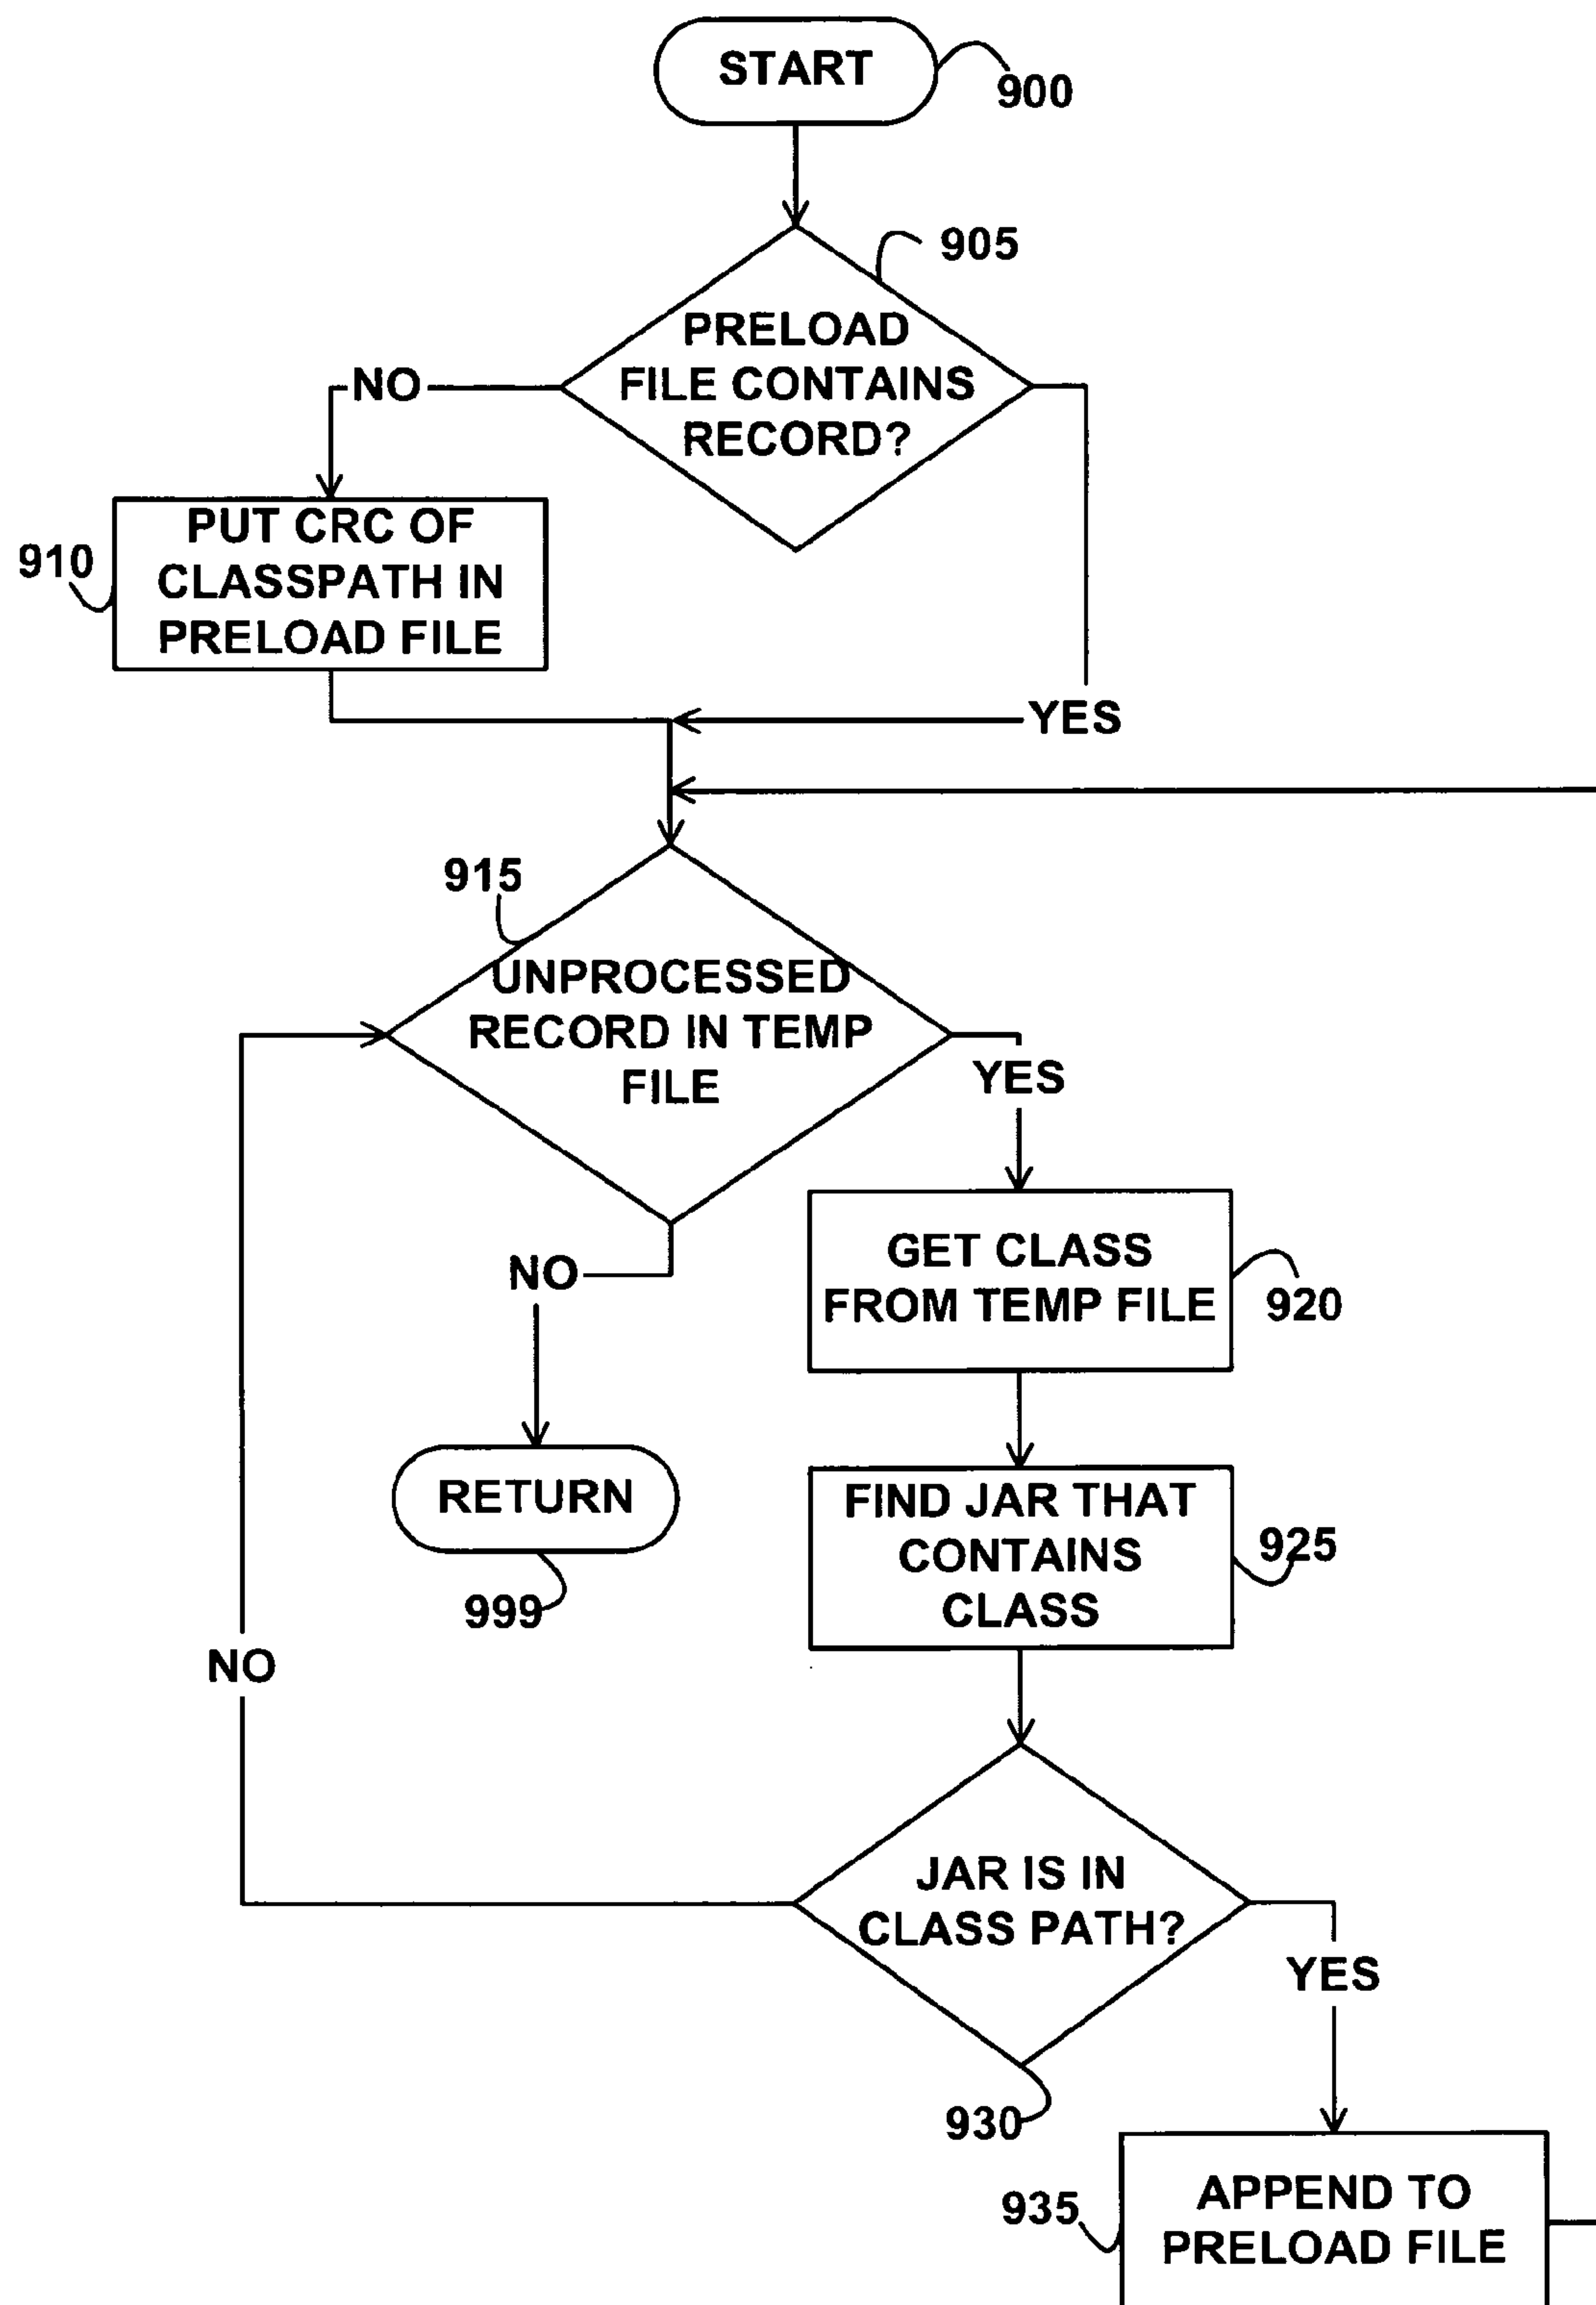 START
900
905
PRELOAD
FILE CONTAINS
RECORD?
NO
PUT CRC OF
CLASSPATH IN
PRELOAD FILE
910
YES
915
UNPROCESSED
RECORD IN TEMP
FILE
YES
GET CLASS
FROM TEMP FILE
920
NO
RETURN
999
FIND JAR THAT
CONTAINS
CLASS
925
NO
JAR IS IN
CLASS PATH?
YES
930
APPEND TO
PRELOAD FILE
935